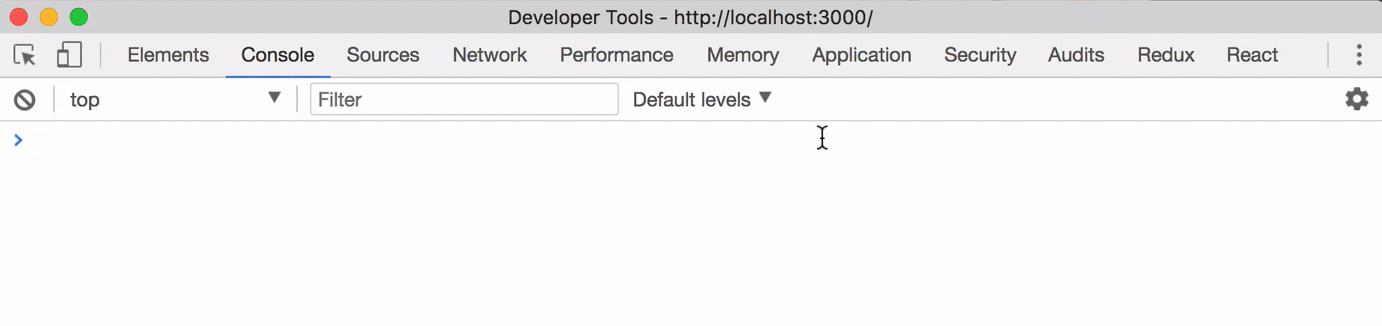 Developer Tools - http://localhost:3000/
Elements Console Sources Network Performance Memory Application Security Audits Redux React
top Filter Default levels